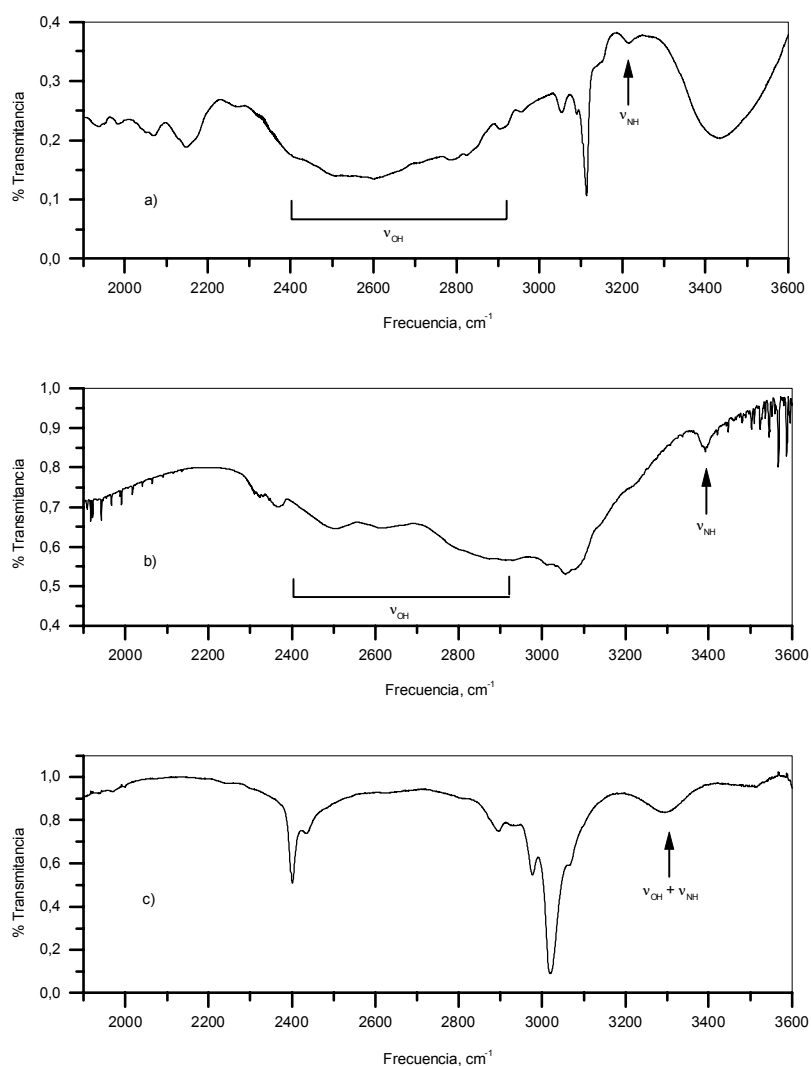 0,4
0,3
0,2
0,1
0,0
% Transmitancia
a)
ν_OH
ν_NH
2000 2200 2400 2600 2800 3000 3200 3400 3600
Frecuencia, cm⁻¹
1,0
0,9
0,8
0,7
0,6
0,5
0,4
% Transmitancia
b)
ν_OH
ν_NH
2000 2200 2400 2600 2800 3000 3200 3400 3600
Frecuencia, cm⁻¹
1,0
0,8
0,6
0,4
0,2
0,0
% Transmitancia
c)
ν_OH + ν_NH
2000 2200 2400 2600 2800 3000 3200 3400 3600
Frecuencia, cm⁻¹